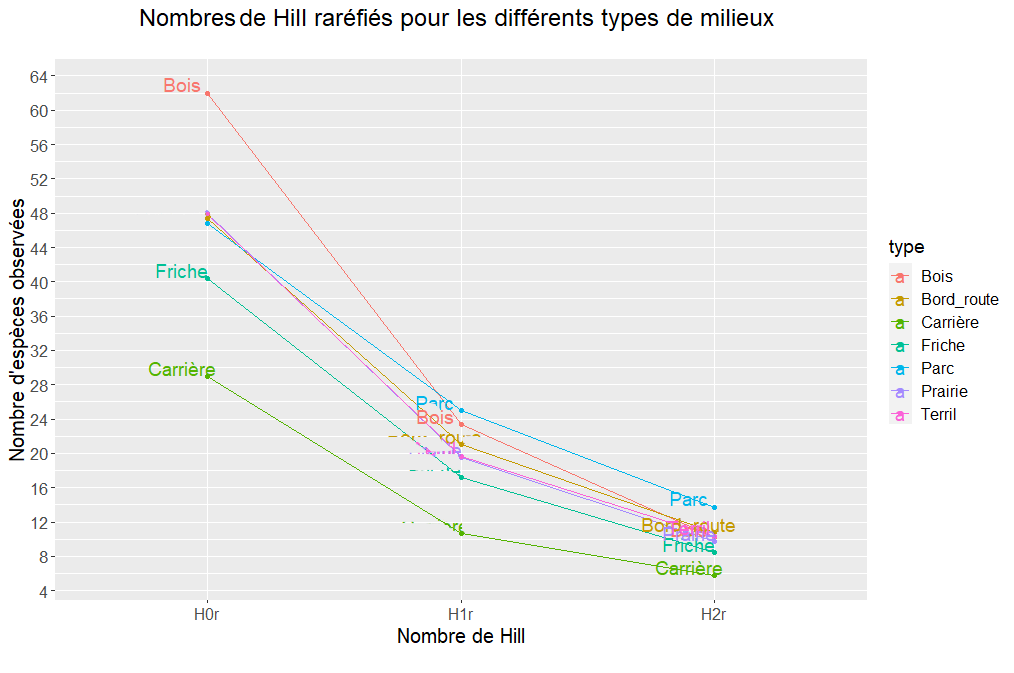 Nombres de Hill raréfiés pour les différents types de milieux
Nombre d'espèces observées
64
60
56
52
48
44
40
36
32
28
24
20
16
12
8
4
Bois
Friche
Carrière
Parc
Bois
Parc
Bord_route
Friche
Carrière
H0r
H1r
H2r
Nombre de Hill
type
a Bois
a Bord_route
a Carrière
a Friche
a Parc
a Prairie
a Terril